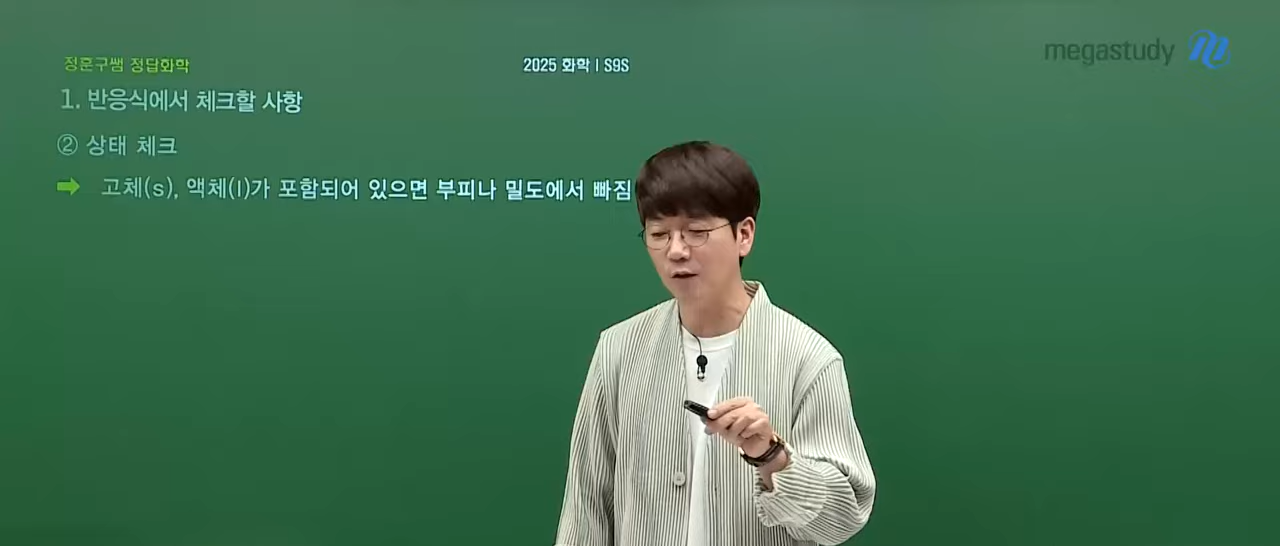 정훈구쌤 정답화학
2025 화학 I S9S
megastudy
1. 반응식에서 체크할 사항
② 상태 체크
➡ 고체(s), 액체(l)가 포함되어 있으면 부피나 밀도에서 빠짐